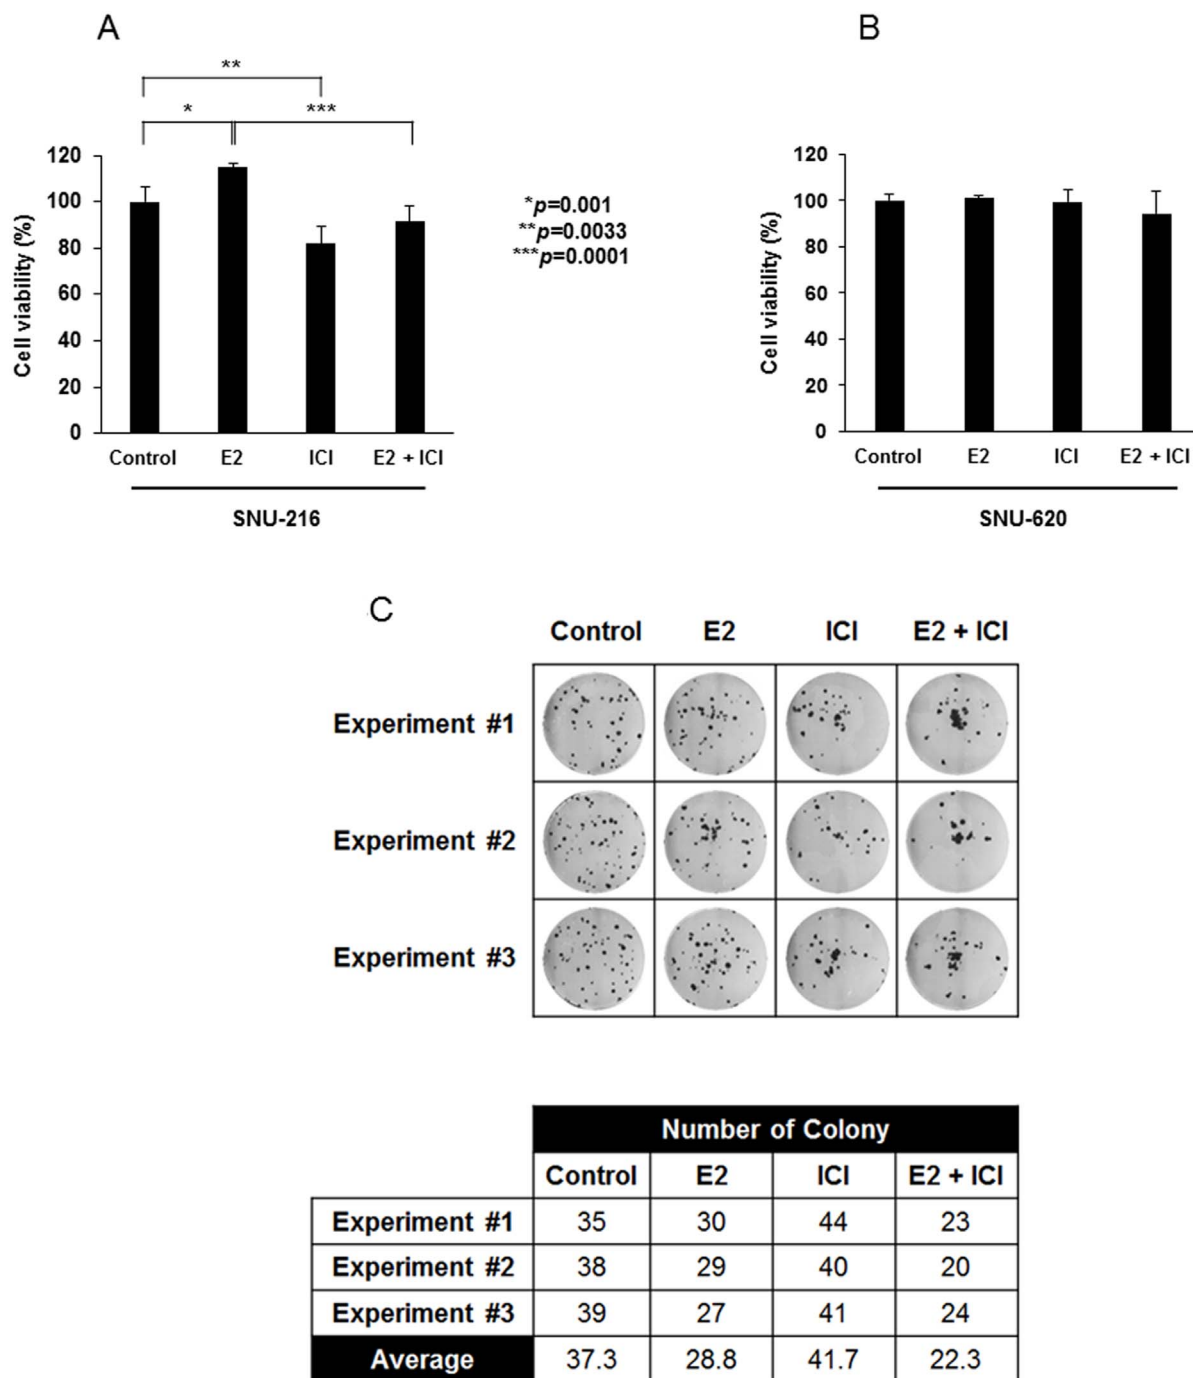 A
**
*
***
120
100
80
60
40
20
0
Cell viability (%)
Control E2 ICI E2 + ICI
SNU-216
*p=0.001
**p=0.0033
***p=0.0001
B
120
100
80
60
40
20
0
Cell viability (%)
Control E2 ICI E2 + ICI
SNU-620
C
Control E2 ICI E2 + ICI
Experiment #1
Experiment #2
Experiment #3
Number of Colony
Control E2 ICI E2 + ICI
Experiment #1 35 30 44 23
Experiment #2 38 29 40 20
Experiment #3 39 27 41 24
Average 37.3 28.8 41.7 22.3